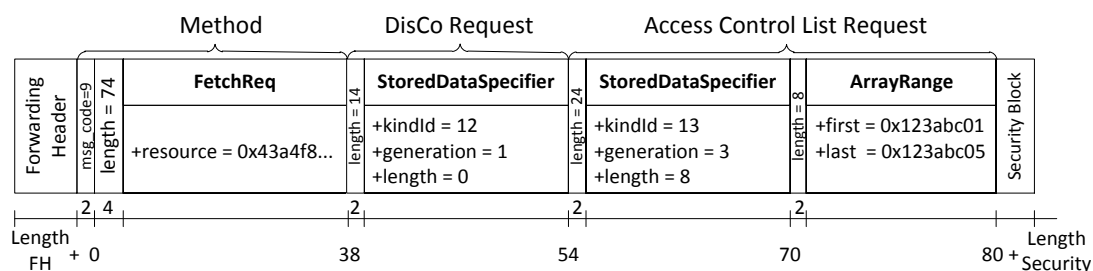 Method
DisCo Request
Access Control List Request
Forwarding
Header
msg_code=9
length = 74
FetchReq
+resource = 0x43a4f8...
length = 14
StoredDataSpecifier
+kindId = 12
+generation = 1
+length = 0
length = 24
StoredDataSpecifier
+kindId = 13
+generation = 3
+length = 8
length = 8
ArrayRange
+first = 0x123abc01
+last = 0x123abc05
Security Block
2 4 2 2 2
Length
FH
+ 0 38 54 70 80 +
Length
Security